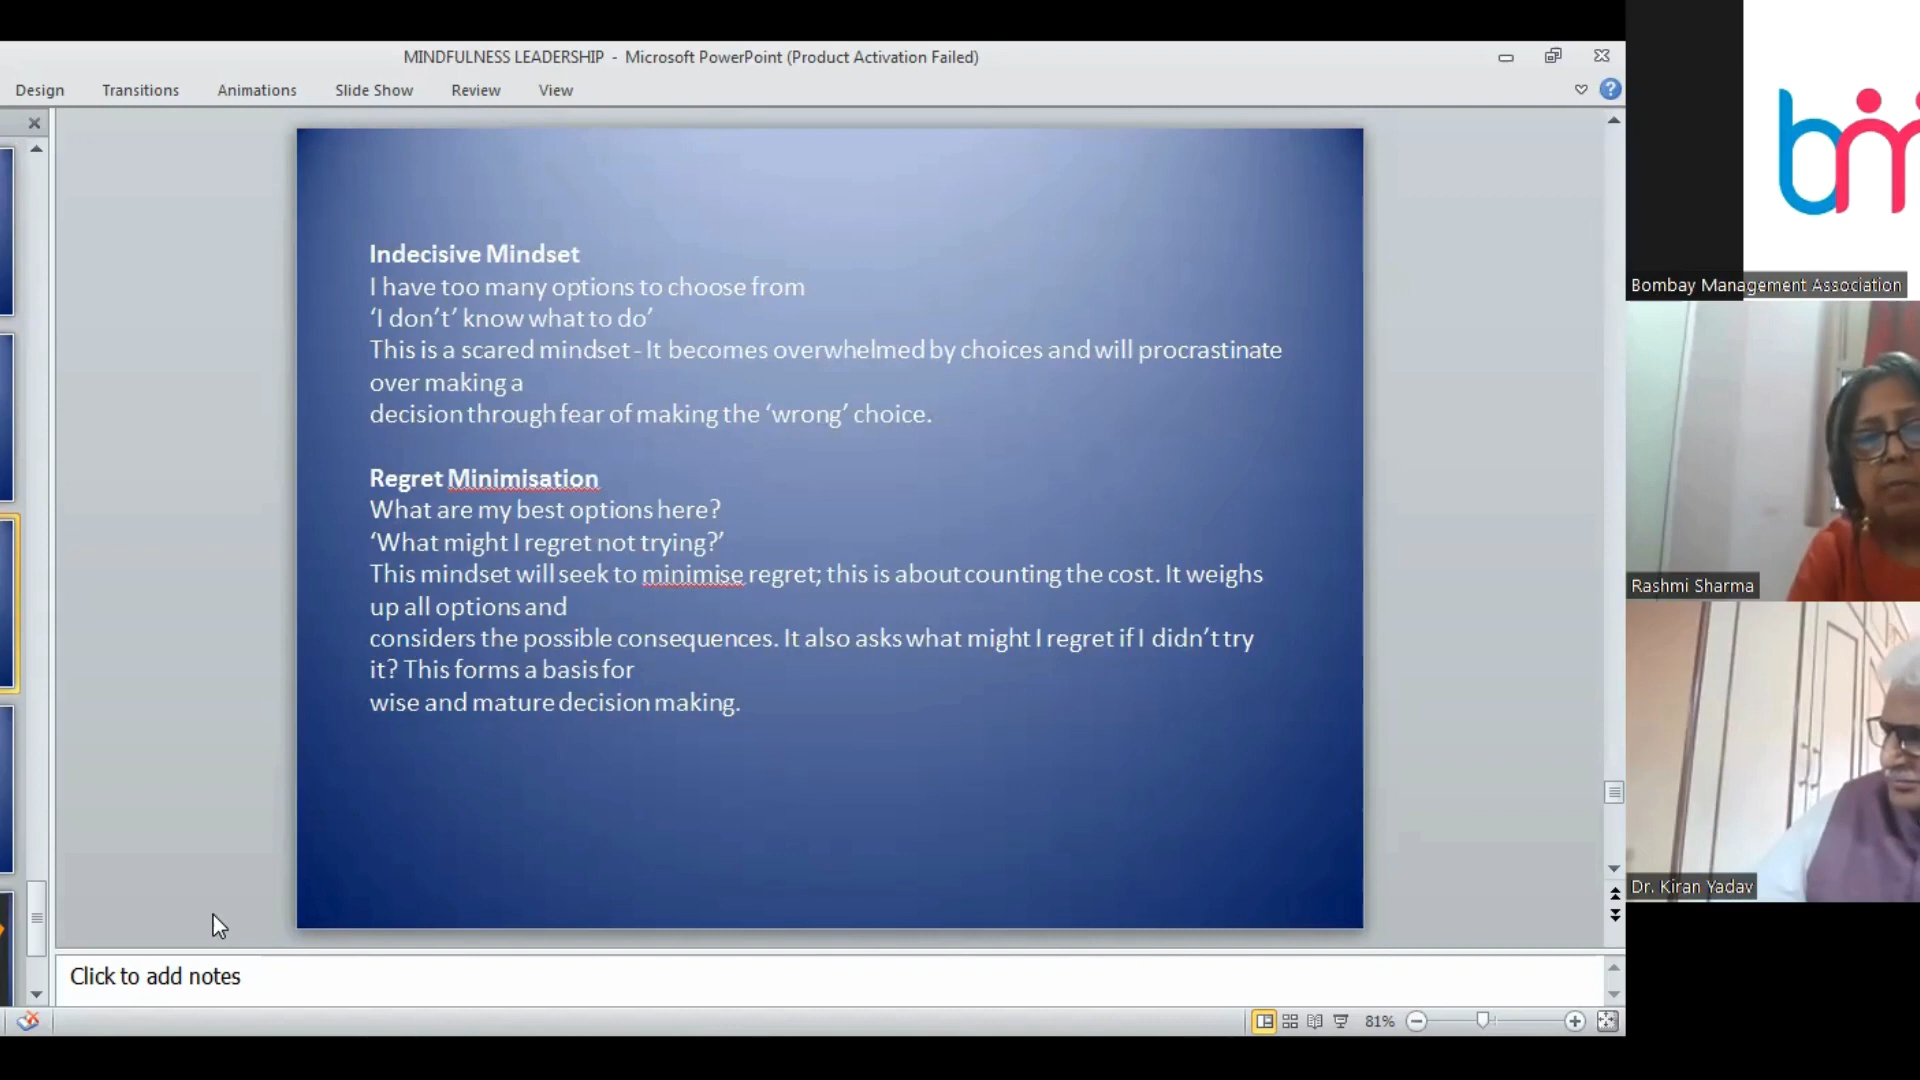 MINDFULNESS LEADERSHIP - Microsoft PowerPoint (Product Activation Failed)
Design Transitions Animations Slide Show Review View
Indecisive Mindset
I have too many options to choose from
‘I don’t’ know what to do’
This is a scared mindset - It becomes overwhelmed by choices and will procrastinate
over making a
decision through fear of making the ‘wrong’ choice.
Regret Minimisation
What are my best options here?
‘What might I regret not trying?’
This mindset will seek to minimise regret; this is about counting the cost. It weighs
up all options and
considers the possible consequences. It also asks what might I regret if I didn’t try
it? This forms a basis for
wise and mature decision making.
Click to add notes
81%
bm
Bombay Management Association
Rashmi Sharma
Dr. Kiran Yadav